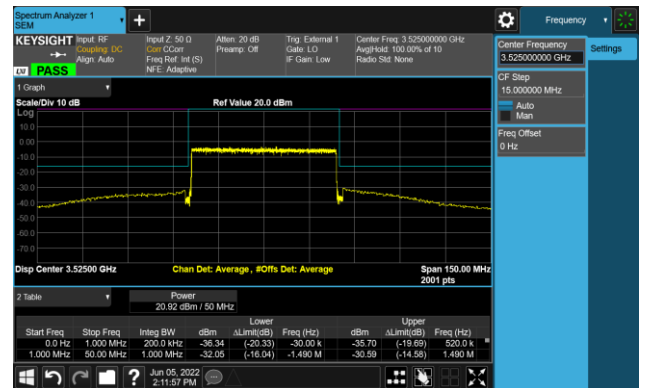 Spectrum Analyzer 1
SEM
Frequency
KEYSIGHT
Input: RF
Coupling: DC
Align: Auto
Input Z: 50 Ω
Corr CCorr
Freq Ref: Int (S)
NFE: Adaptive
Atten: 20 dB
Preamp: Off
Trig: External 1
Gate: LO
IF Gain: Low
Center Freq: 3.525000000 GHz
Avg|Hold: 100.00% of 10
Radio Std: None
LXI PASS
Center Frequency
3.525000000 GHz
Settings
CF Step
15.000000 MHz
Auto
Man
Freq Offset
0 Hz
1 Graph
Scale/Div 10 dB
Ref Value 20.0 dBm
Log
10.0
0.00
-10.0
-20.0
-30.0
-40.0
-50.0
-60.0
-70.0
Disp Center 3.52500 GHz
Chan Det: Average, #Offs Det: Average
Span 150.00 MHz
2001 pts
2 Table
Power
20.92 dBm / 50 MHz
Lower Upper
Start Freq Stop Freq Integ BW dBm ΔLimit(dB) Freq (Hz) dBm ΔLimit(dB) Freq (Hz)
0.0 Hz 1.000 MHz 200.0 kHz -36.34 (-20.33) -30.00 k -35.70 (-19.69) 520.0 k
1.000 MHz 50.00 MHz 1.000 MHz -32.05 (-16.04) -1.490 M -30.59 (-14.58) 1.490 M
Jun 05, 2022
2:11:57 PM